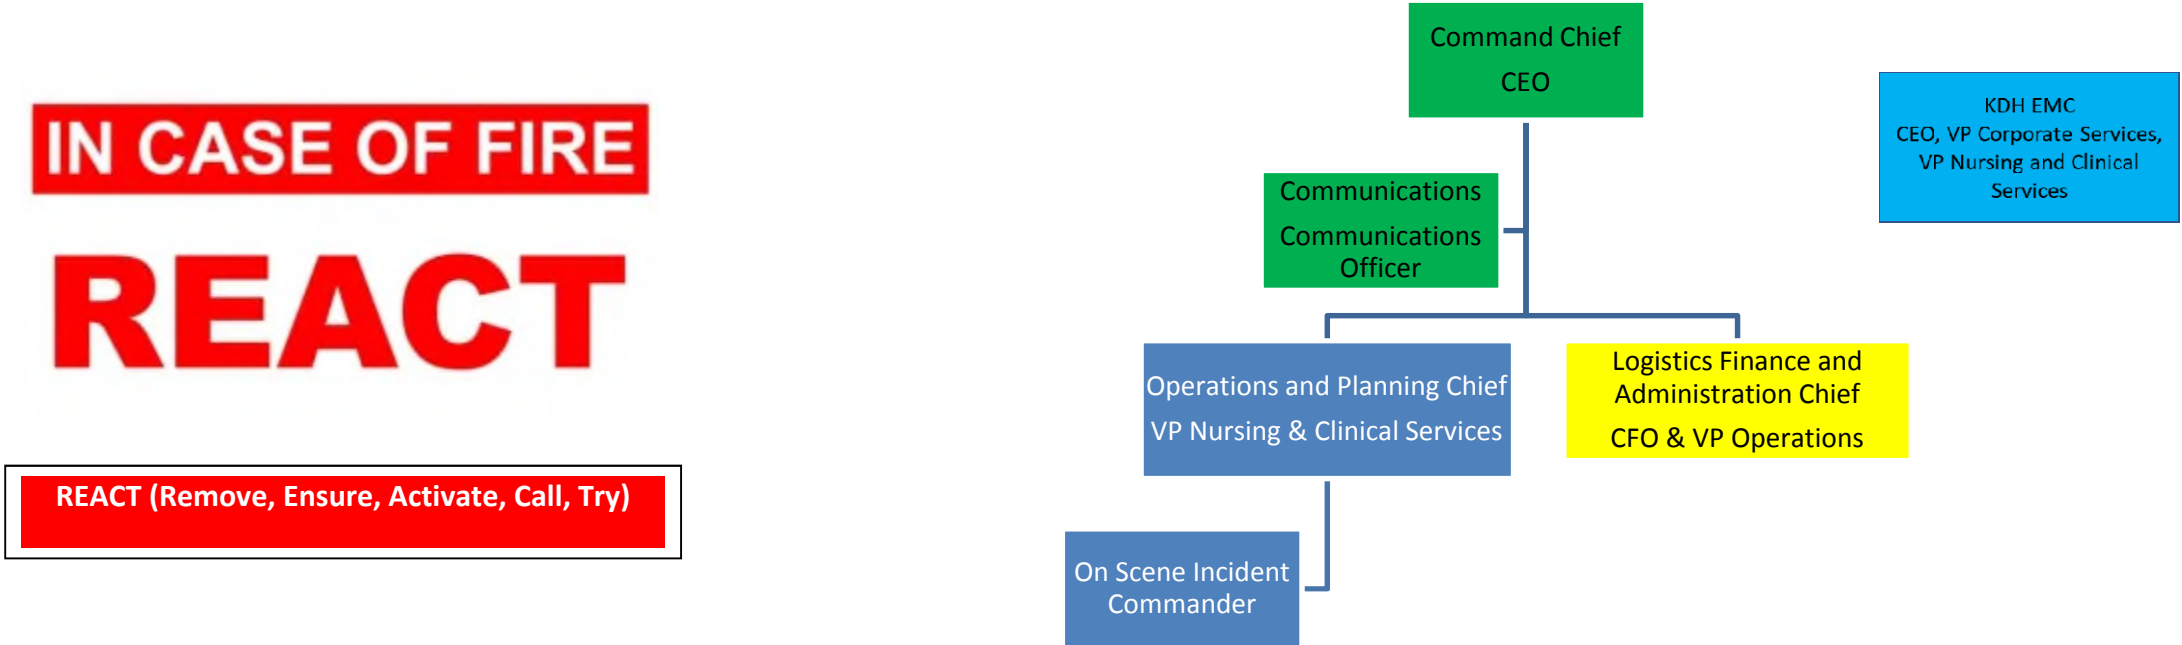 IN CASE OF FIRE
REACT
REACT (Remove, Ensure, Activate, Call, Try)
Command Chief
CEO
Communications
Communications
Officer
Operations and Planning Chief
VP Nursing & Clinical Services
Logistics Finance and
Administration Chief
CFO & VP Operations
On Scene Incident
Commander
KDH EMC
CEO, VP Corporate Services,
VP Nursing and Clinical
Services